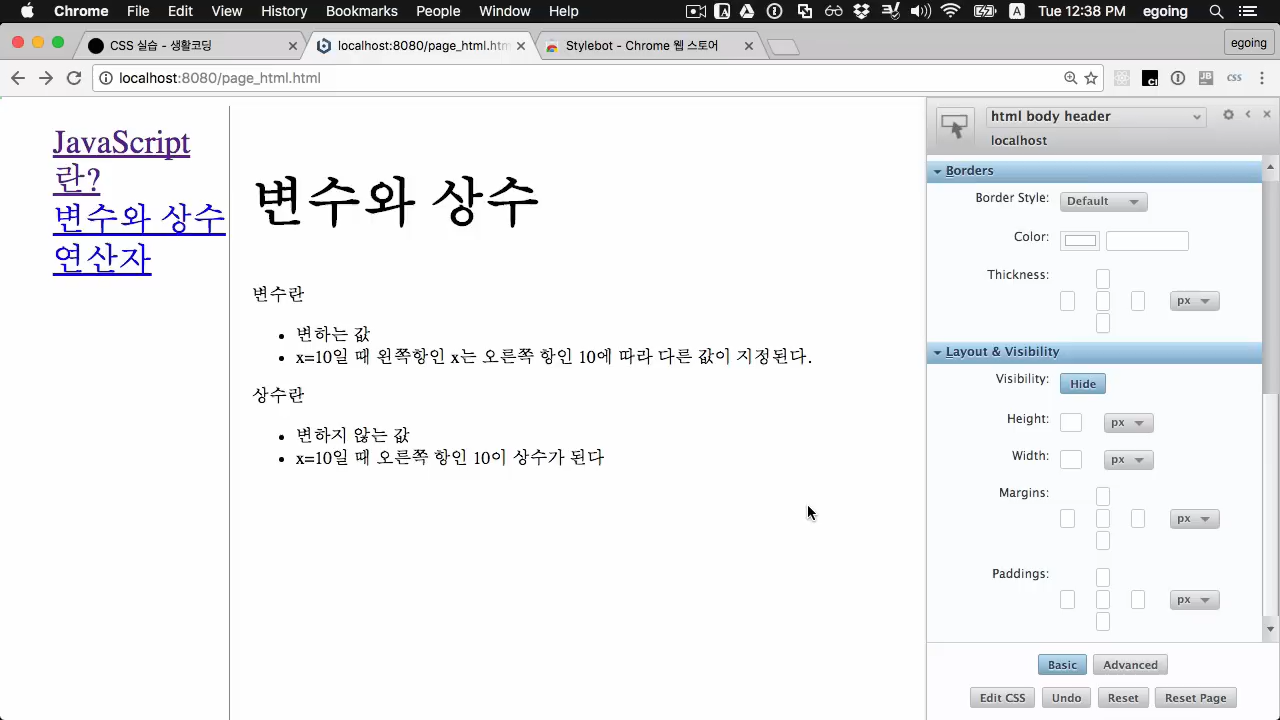 Chrome File Edit View History Bookmarks People Window Help Tue 12:38 PM egoing
CSS 실습 - 생활코딩
localhost:8080/page_html.htm
Stylebot - Chrome 웹 스토어
egoing
localhost:8080/page_html.html
JavaScript
란?
변수와 상수
연산자
변수와 상수
변수란
변하는 값
x=10일 때 왼쪽항인 x는 오른쪽 항인 10에 따라 다른 값이 지정된다.
상수란
변하지 않는 값
x=10일 때 오른쪽 항인 10이 상수가 된다
html body header
localhost
Borders
Border Style: Default
Color:
Thickness:
px
Layout & Visibility
Visibility: Hide
Height: px
Width: px
Margins:
px
Paddings:
px
Basic Advanced
Edit CSS Undo Reset Reset Page